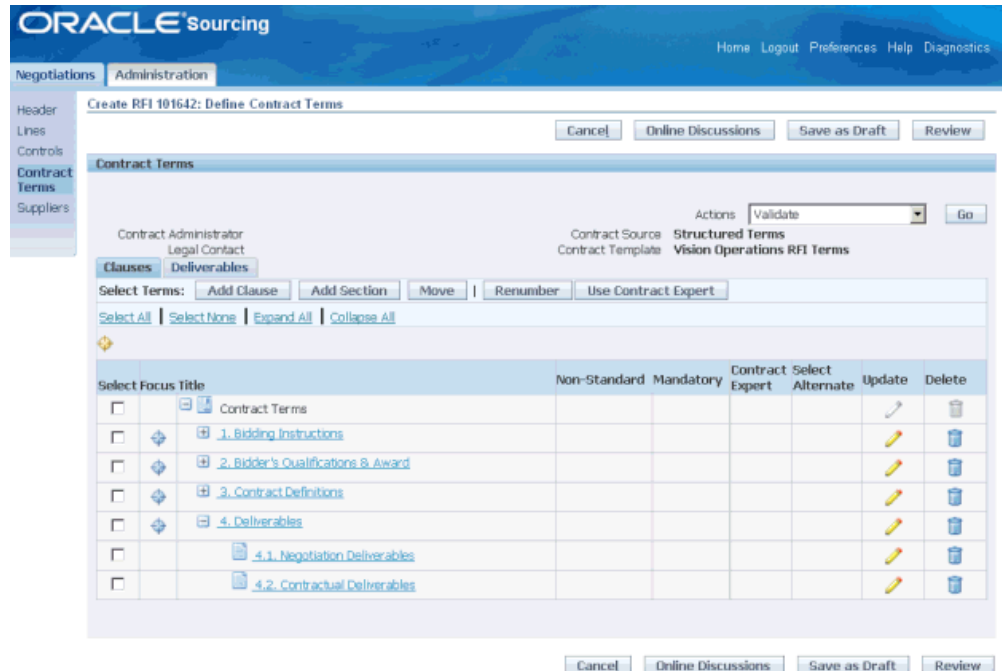 ORACLE Sourcing
Home Logout Preferences Help Diagnostics
Negotiations Administration
Header
Lines
Controls
Contract Terms
Suppliers
Create RFI 101642: Define Contract Terms
Cancel Online Discussions Save as Draft Review
Contract Terms
Actions Validate Go
Contract Administrator Contract Source Structured Terms
Legal Contact Contract Template Vision Operations RFI Terms
Clauses Deliverables
Select Terms: Add Clause Add Section Move | Renumber Use Contract Expert
Select All | Select None | Expand All | Collapse All
Select Focus Title Non-Standard Mandatory Contract Expert Select Alternate Update Delete
Contract Terms
1. Bidding Instructions
2. Bidder's Qualifications & Award
3. Contract Definitions
4. Deliverables
4.1. Negotiation Deliverables
4.2. Contractual Deliverables
Cancel Online Discussions Save as Draft Review